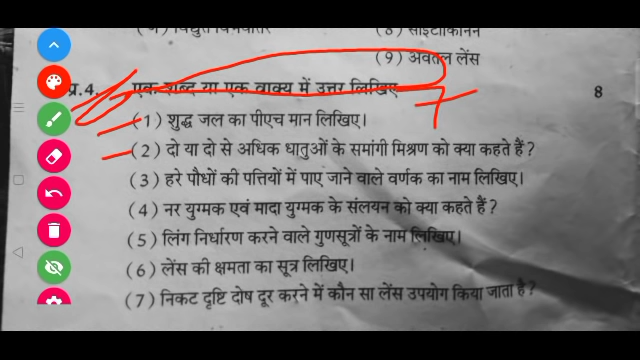 (8) साइटोकाइनिन
(9) अवतल लेंस
प्र.4. एक शब्द या एक वाक्य में उत्तर लिखिए 8
(1) शुद्ध जल का पीएच मान लिखिए।
(2) दो या दो से अधिक धातुओं के समांगी मिश्रण को क्या कहते हैं?
(3) हरे पौधों की पत्तियों में पाए जाने वाले वर्णक का नाम लिखिए।
(4) नर युग्मक एवं मादा युग्मक के संलयन को क्या कहते हैं?
(5) लिंग निर्धारण करने वाले गुणसूत्रों के नाम लिखिए।
(6) लेंस की क्षमता का सूत्र लिखिए।
(7) निकट दृष्टि दोष दूर करने में कौन सा लेंस उपयोग किया जाता है?